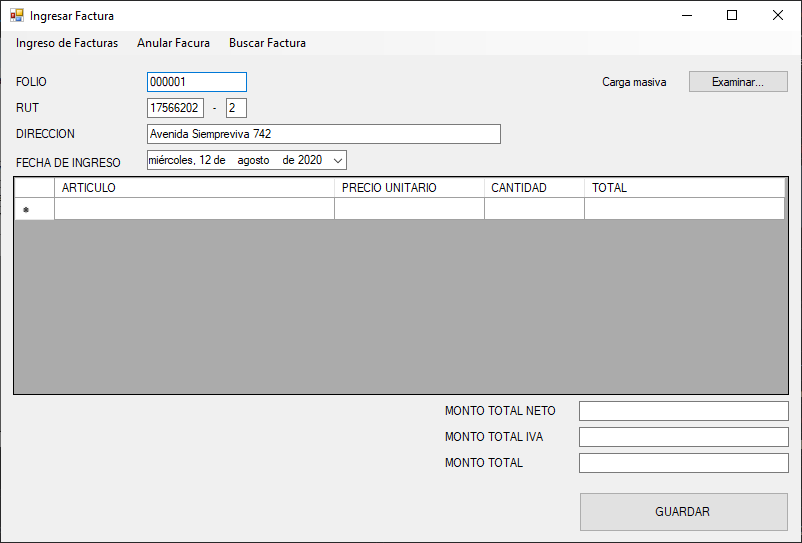 Ingresar Factura
Ingreso de Facturas Anular Facura Buscar Factura
FOLIO 000001 Carga masiva Examinar...
RUT 17566202 - 2
DIRECCION Avenida Siempreviva 742
FECHA DE INGRESO miércoles, 12 de agosto de 2020
ARTICULO PRECIO UNITARIO CANTIDAD TOTAL
*
MONTO TOTAL NETO
MONTO TOTAL IVA
MONTO TOTAL
GUARDAR